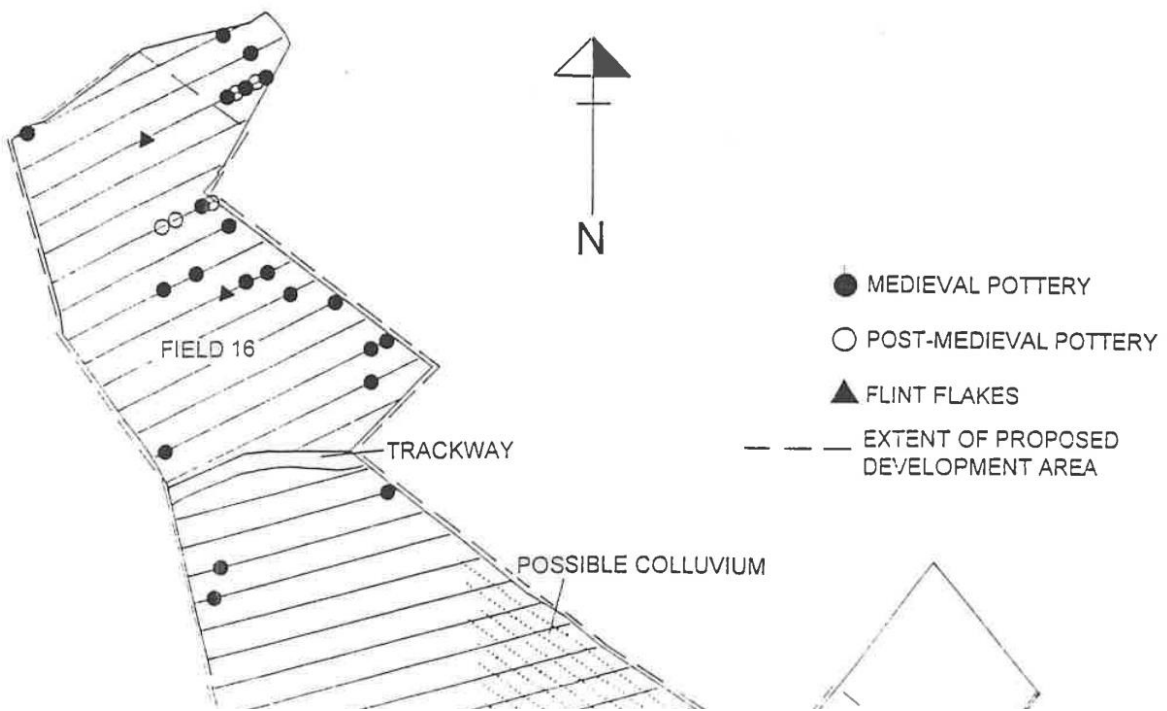 N
MEDIEVAL POTTERY
POST-MEDIEVAL POTTERY
FLINT FLAKES
EXTENT OF PROPOSED
DEVELOPMENT AREA
FIELD 16
TRACKWAY
POSSIBLE COLLUVIUM